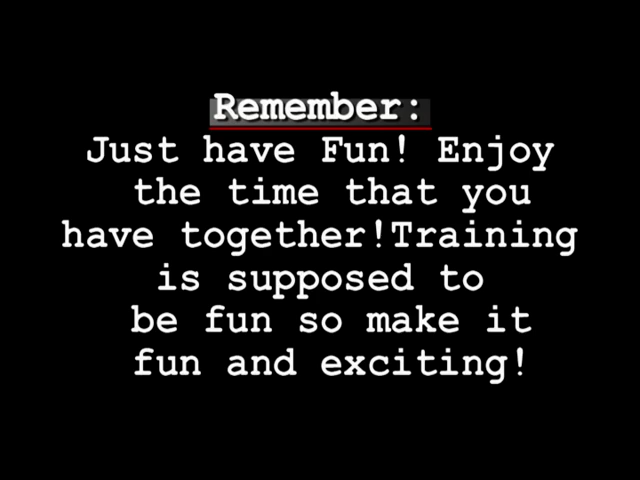 Remember:
Just have Fun! Enjoy
the time that you
have together!Training
is supposed to
be fun so make it
fun and exciting!